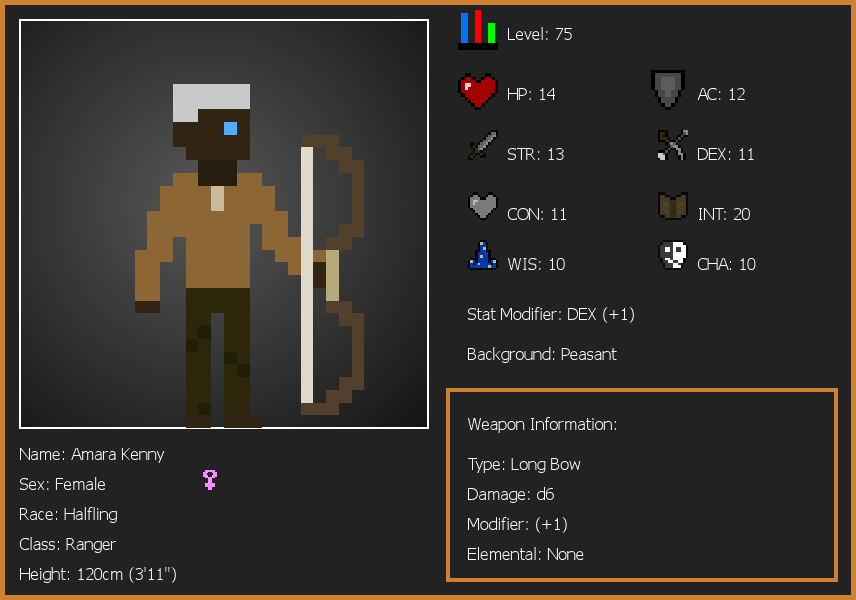 Level: 75
HP: 14
AC: 12
STR: 13
DEX: 11
CON: 11
INT: 20
WIS: 10
CHA: 10
Stat Modifier: DEX (+1)
Background: Peasant
Weapon Information:
Type: Long Bow
Damage: d6
Modifier: (+1)
Elemental: None
Name: Amara Kenny
Sex: Female
Race: Halfling
Class: Ranger
Height: 120cm (3'11")